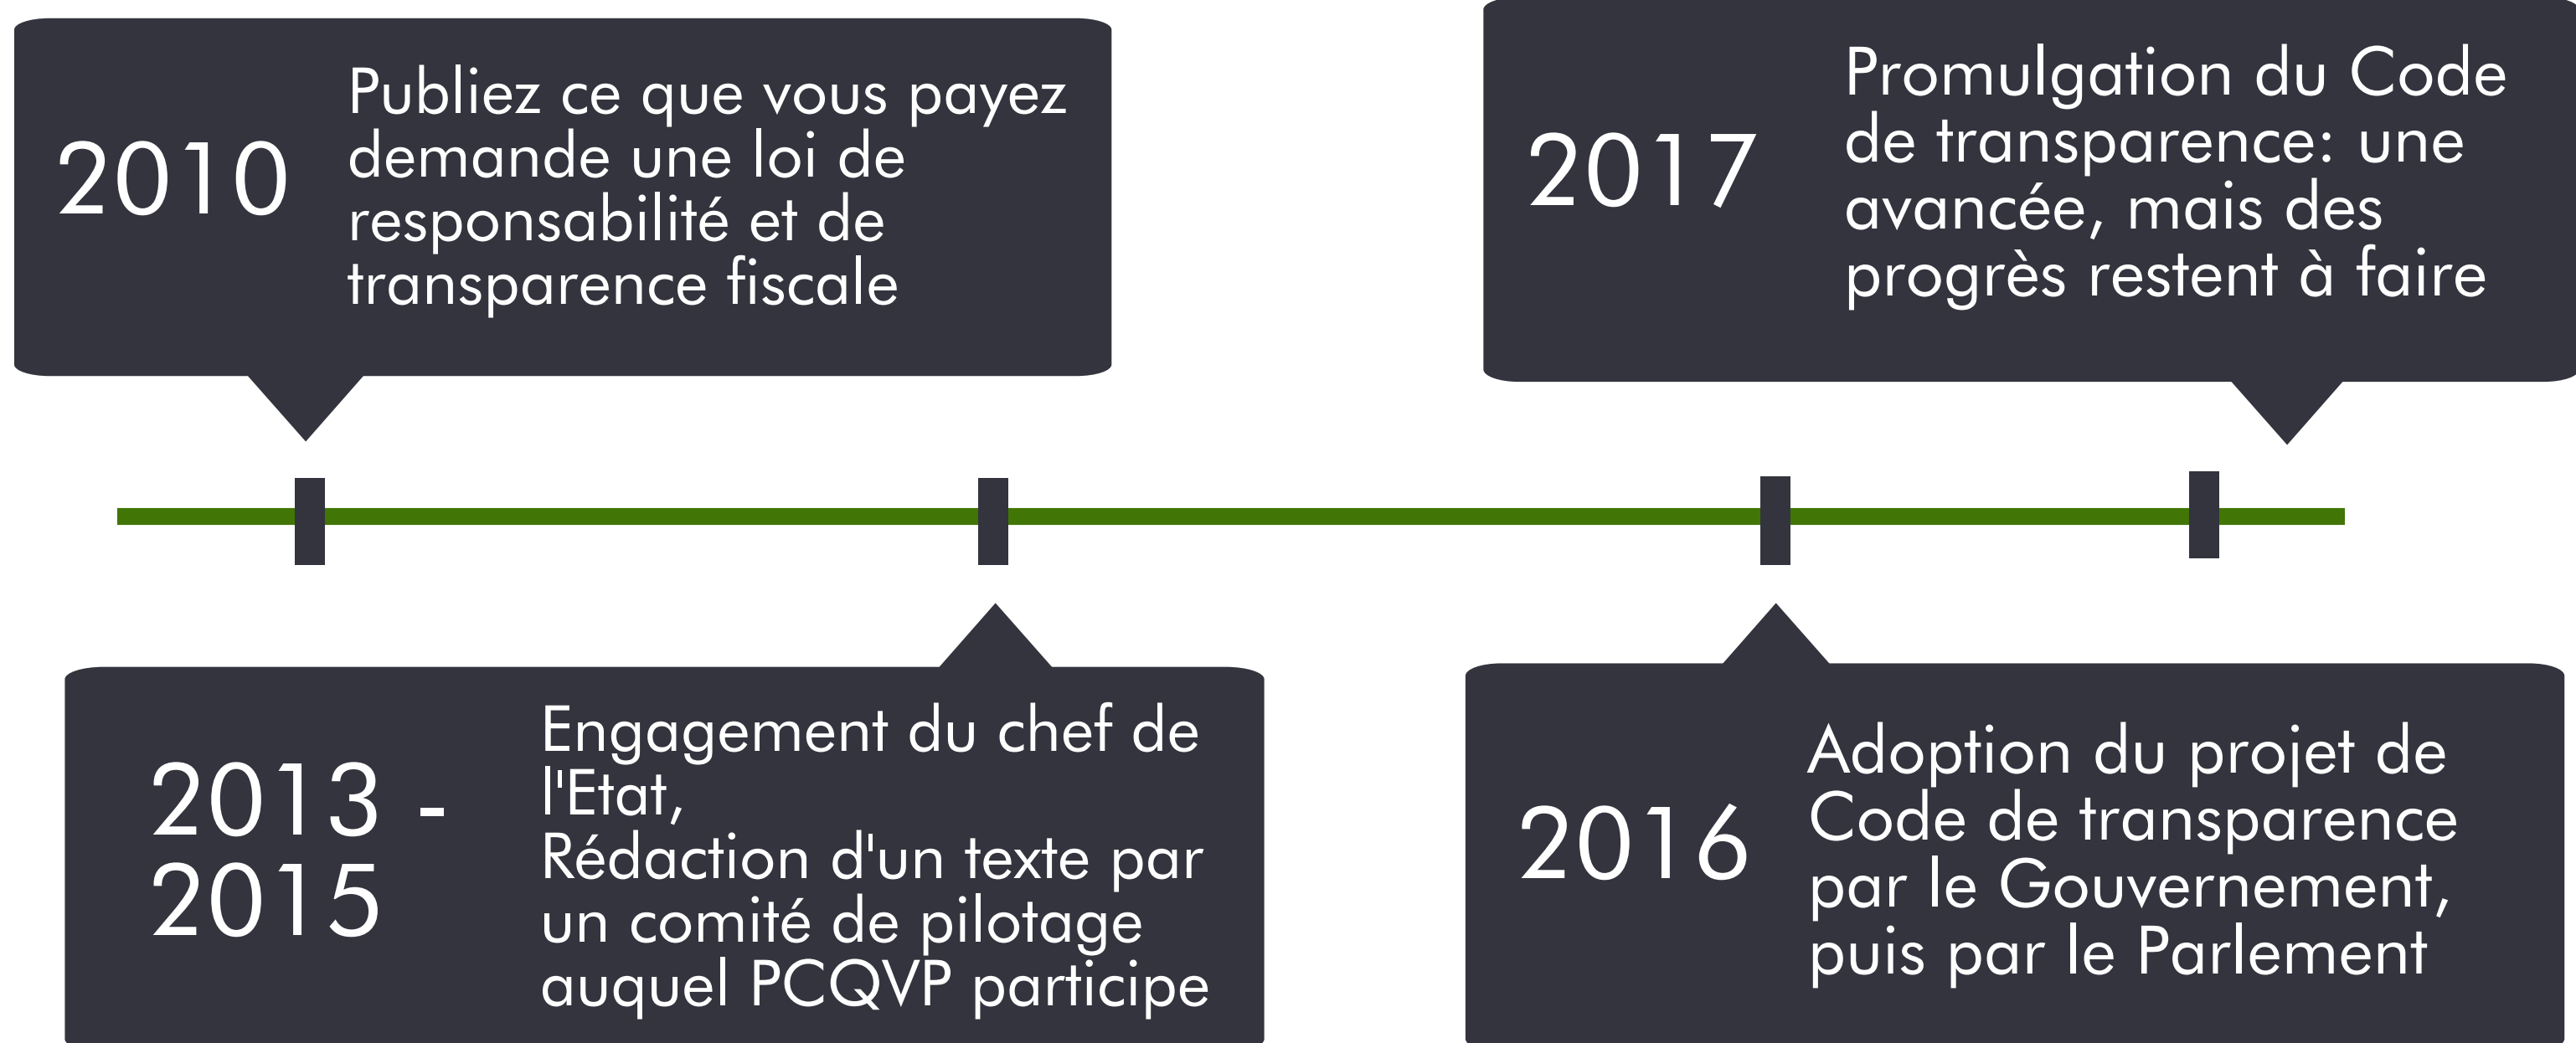 2010
Publiez ce que vous payez
demande une loi de
responsabilité et de
transparence fiscale
2013 -
2015
Engagement du chef de
l'Etat,
Rédaction d'un texte par
un comité de pilotage
auquel PCQVP participe
2016
Adoption du projet de
Code de transparence
par le Gouvernement,
puis par le Parlement
2017
Promulgation du Code
de transparence: une
avancée, mais des
progrès restent à faire